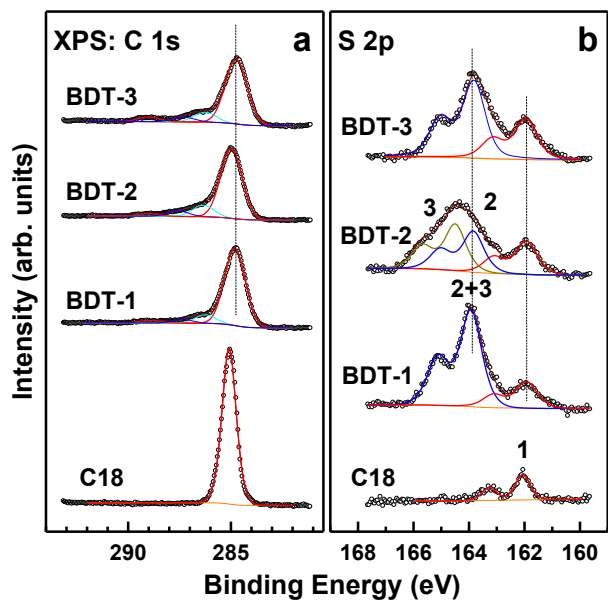 XPS: C 1s
a
BDT-3
BDT-2
BDT-1
C18
290
285
S 2p
b
BDT-3
3
2
BDT-2
2+3
BDT-1
1
C18
168
166
164
162
160
Intensity (arb. units)
Binding Energy (eV)